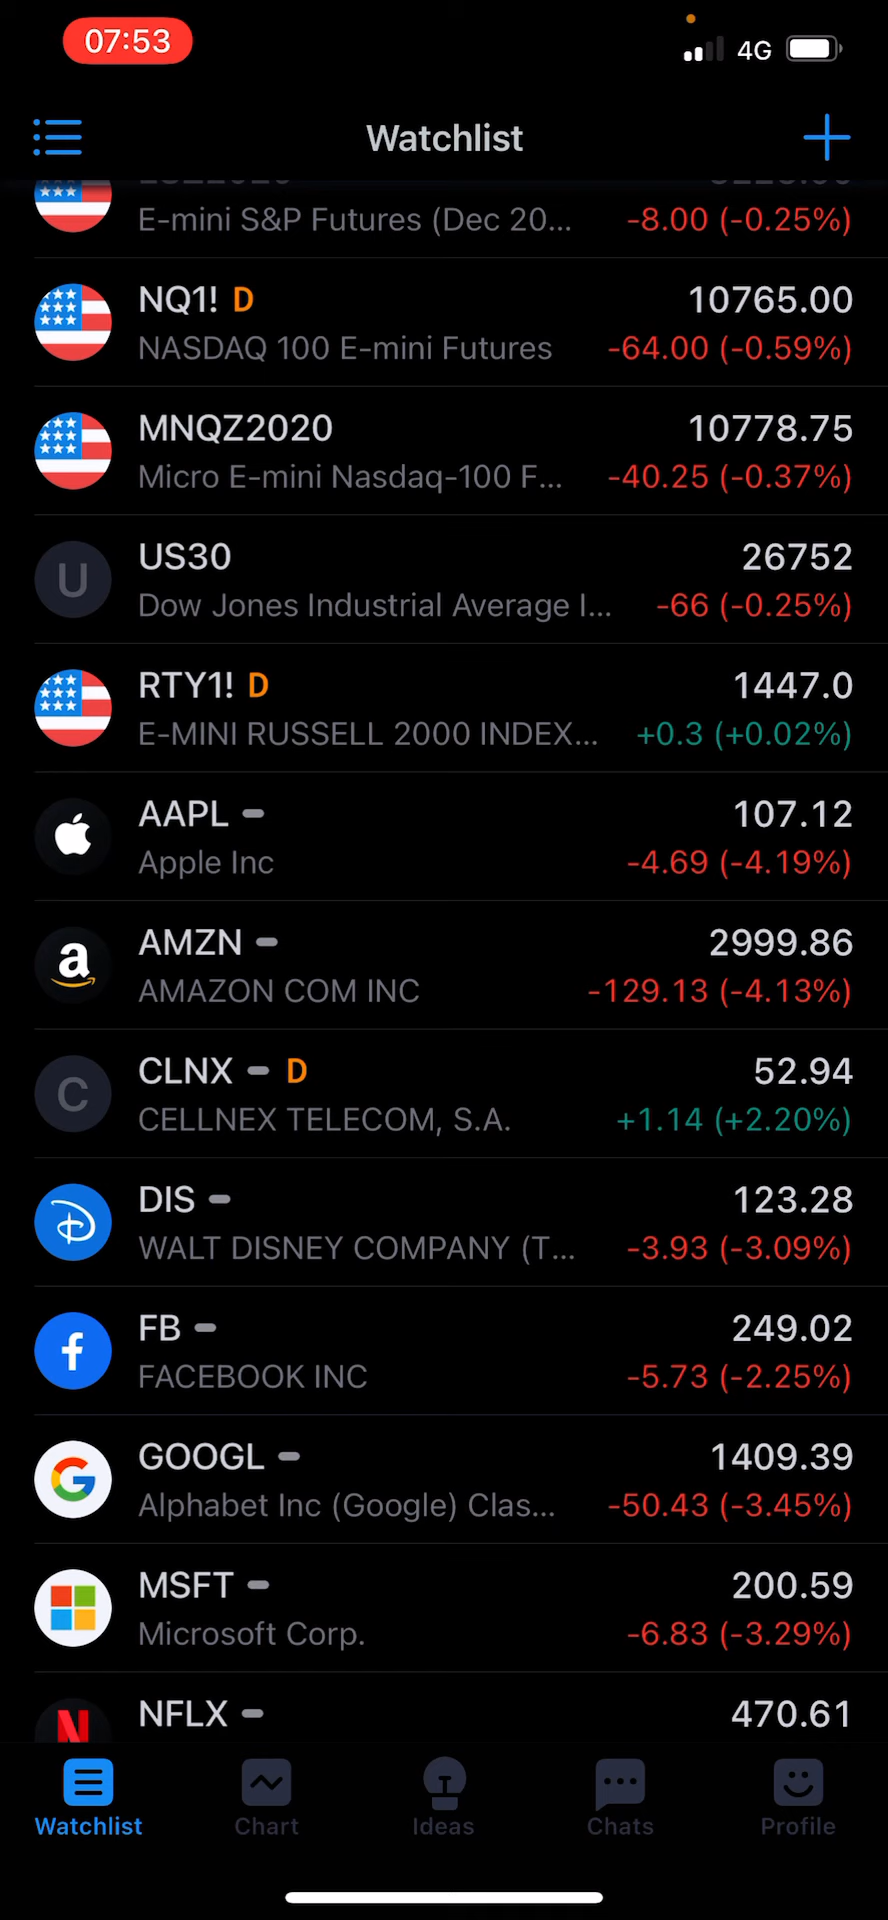 07:53
4G
Watchlist
E-mini S&P Futures (Dec 20...
-8.00 (-0.25%)
NQ1! D
10765.00
NASDAQ 100 E-mini Futures
-64.00 (-0.59%)
MNQZ2020
10778.75
Micro E-mini Nasdaq-100 F...
-40.25 (-0.37%)
U
US30
26752
Dow Jones Industrial Average I...
-66 (-0.25%)
RTY1! D
1447.0
E-MINI RUSSELL 2000 INDEX...
+0.3 (+0.02%)
AAPL
107.12
Apple Inc
-4.69 (-4.19%)
a
AMZN
2999.86
AMAZON COM INC
-129.13 (-4.13%)
C
CLNX D
52.94
CELLNEX TELECOM, S.A.
+1.14 (+2.20%)
D
DIS
123.28
WALT DISNEY COMPANY (T...
-3.93 (-3.09%)
f
FB
249.02
FACEBOOK INC
-5.73 (-2.25%)
G
GOOGL
1409.39
Alphabet Inc (Google) Clas...
-50.43 (-3.45%)
MSFT
200.59
Microsoft Corp.
-6.83 (-3.29%)
N
NFLX
470.61
Watchlist
Chart
Ideas
Chats
Profile